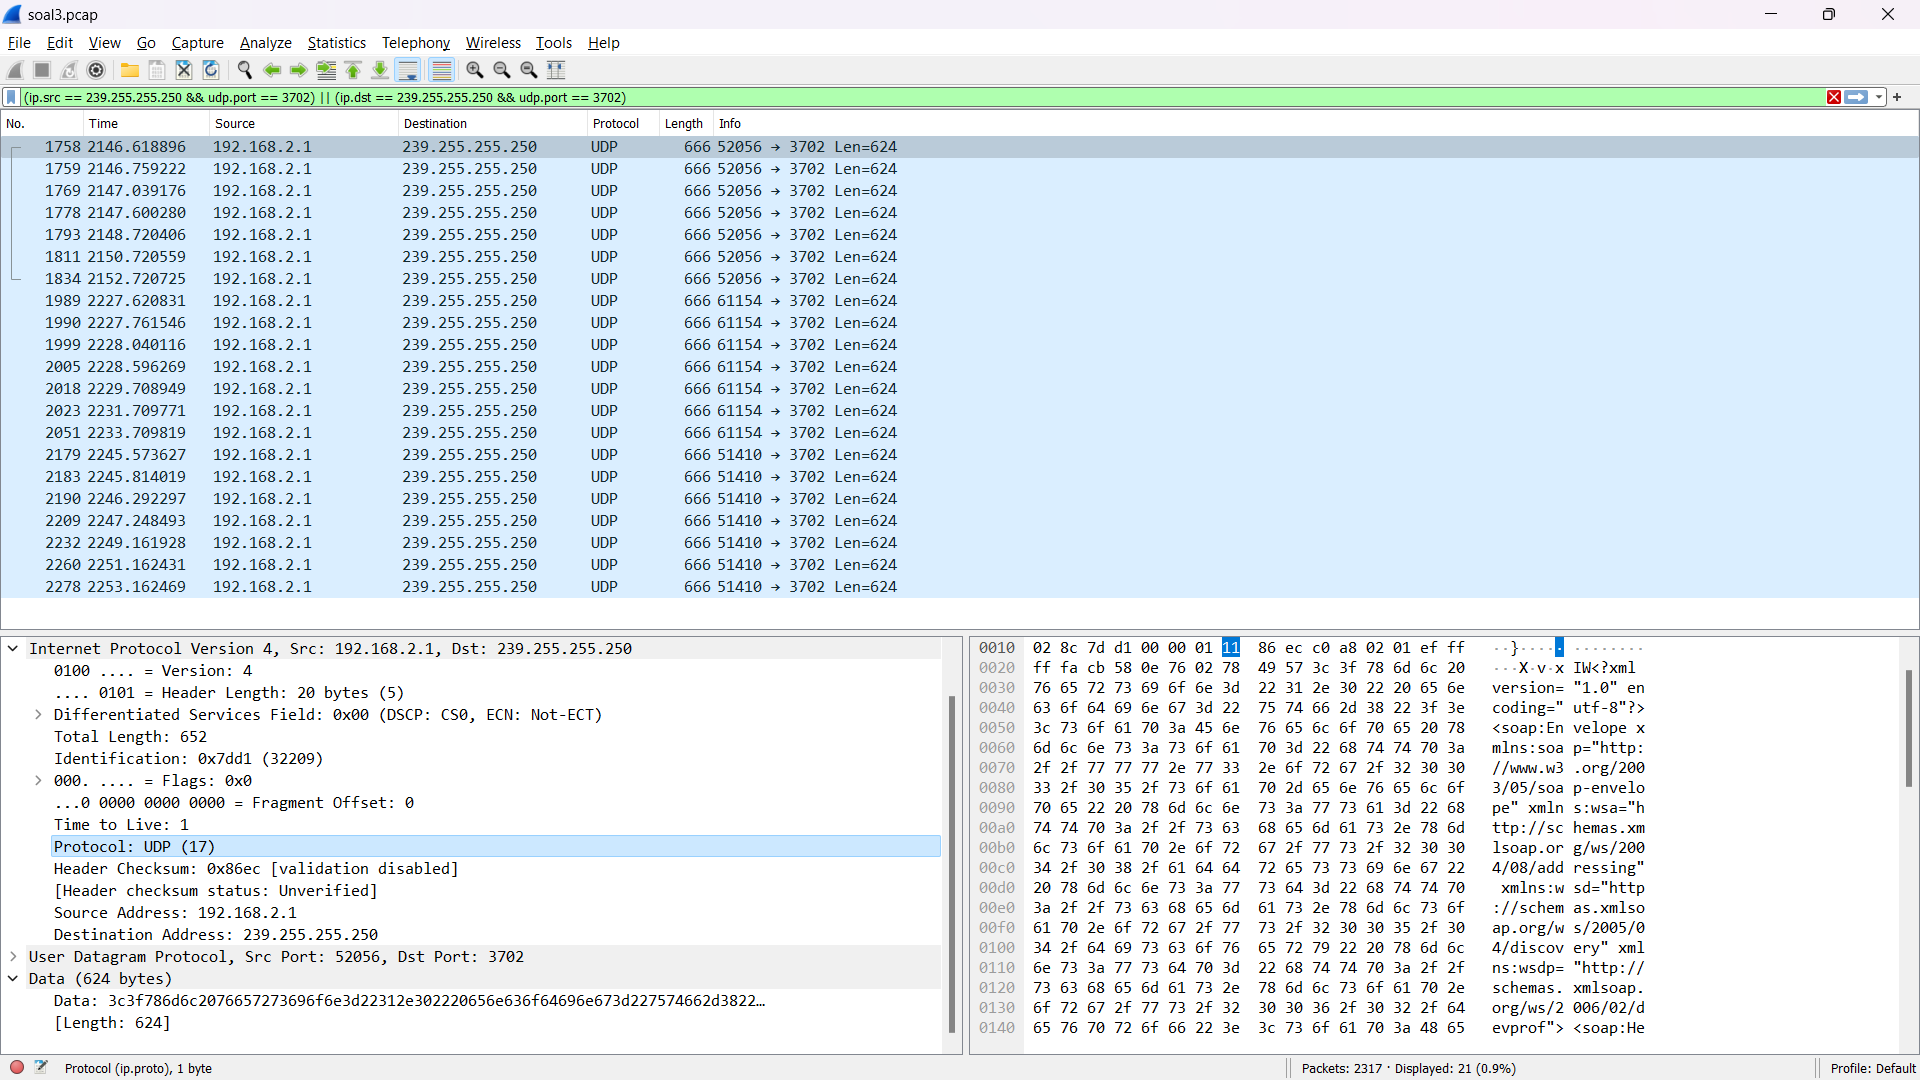 soal3.pcap
File Edit View Go Capture Analyze Statistics Telephony Wireless Tools Help
(ip.src == 239.255.255.250 && udp.port == 3702) || (ip.dst == 239.255.255.250 && udp.port == 3702)
No. Time Source Destination Protocol Length Info
1758 2146.618896 192.168.2.1 239.255.255.250 UDP 666 52056 → 3702 Len=624
1759 2146.759222 192.168.2.1 239.255.255.250 UDP 666 52056 → 3702 Len=624
1769 2147.039176 192.168.2.1 239.255.255.250 UDP 666 52056 → 3702 Len=624
1778 2147.600280 192.168.2.1 239.255.255.250 UDP 666 52056 → 3702 Len=624
1793 2148.720406 192.168.2.1 239.255.255.250 UDP 666 52056 → 3702 Len=624
1811 2150.720559 192.168.2.1 239.255.255.250 UDP 666 52056 → 3702 Len=624
1834 2152.720725 192.168.2.1 239.255.255.250 UDP 666 52056 → 3702 Len=624
1989 2227.620831 192.168.2.1 239.255.255.250 UDP 666 61154 → 3702 Len=624
1990 2227.761546 192.168.2.1 239.255.255.250 UDP 666 61154 → 3702 Len=624
1999 2228.040116 192.168.2.1 239.255.255.250 UDP 666 61154 → 3702 Len=624
2005 2228.596269 192.168.2.1 239.255.255.250 UDP 666 61154 → 3702 Len=624
2018 2229.708949 192.168.2.1 239.255.255.250 UDP 666 61154 → 3702 Len=624
2023 2231.709771 192.168.2.1 239.255.255.250 UDP 666 61154 → 3702 Len=624
2051 2233.709819 192.168.2.1 239.255.255.250 UDP 666 61154 → 3702 Len=624
2179 2245.573627 192.168.2.1 239.255.255.250 UDP 666 51410 → 3702 Len=624
2183 2245.814019 192.168.2.1 239.255.255.250 UDP 666 51410 → 3702 Len=624
2190 2246.292297 192.168.2.1 239.255.255.250 UDP 666 51410 → 3702 Len=624
2209 2247.248493 192.168.2.1 239.255.255.250 UDP 666 51410 → 3702 Len=624
2232 2249.161928 192.168.2.1 239.255.255.250 UDP 666 51410 → 3702 Len=624
2260 2251.162431 192.168.2.1 239.255.255.250 UDP 666 51410 → 3702 Len=624
2278 2253.162469 192.168.2.1 239.255.255.250 UDP 666 51410 → 3702 Len=624
Internet Protocol Version 4, Src: 192.168.2.1, Dst: 239.255.255.250
0100 .... = Version: 4
.... 0101 = Header Length: 20 bytes (5)
Differentiated Services Field: 0x00 (DSCP: CS0, ECN: Not-ECT)
Total Length: 652
Identification: 0x7dd1 (32209)
000. .... = Flags: 0x0
...0 0000 0000 0000 = Fragment Offset: 0
Time to Live: 1
Protocol: UDP (17)
Header Checksum: 0x86ec [validation disabled]
[Header checksum status: Unverified]
Source Address: 192.168.2.1
Destination Address: 239.255.255.250
User Datagram Protocol, Src Port: 52056, Dst Port: 3702
Data (624 bytes)
Data: 3c3f786d6c2076657273696f6e3d22312e302220656e636f64696e673d227574662d3822…
[Length: 624]
0010 02 8c 7d d1 00 00 01 11 86 ec c0 a8 02 01 ef ff ··}····· ········
0020 ff fa cb 58 0e 76 02 78 49 57 3c 3f 78 6d 6c 20 ···X·v·x IW<?xml
0030 76 65 72 73 69 6f 6e 3d 22 31 2e 30 22 20 65 6e version= "1.0" en
0040 63 6f 64 69 6e 67 3d 22 75 74 66 2d 38 22 3f 3e coding=" utf-8"?>
0050 3c 73 6f 61 70 3a 45 6e 76 65 6c 6f 70 65 20 78 <soap:En velope x
0060 6d 6c 6e 73 3a 73 6f 61 70 3d 22 68 74 74 70 3a mlns:soa p="http:
0070 2f 2f 77 77 77 2e 77 33 2e 6f 72 67 2f 32 30 30 //www.w3 .org/200
0080 33 2f 30 35 2f 73 6f 61 70 2d 65 6e 76 65 6c 6f 3/05/soa p-envelo
0090 70 65 22 20 78 6d 6c 6e 73 3a 77 73 61 3d 22 68 pe" xmln s:wsa="h
00a0 74 74 70 3a 2f 2f 73 63 68 65 6d 61 73 2e 78 6d ttp://sc hemas.xm
00b0 6c 73 6f 61 70 2e 6f 72 67 2f 77 73 2f 32 30 30 lsoap.or g/ws/200
00c0 34 2f 30 38 2f 61 64 64 72 65 73 73 69 6e 67 22 4/08/add ressing"
00d0 20 78 6d 6c 6e 73 3a 77 73 64 3d 22 68 74 74 70 xmlns:w sd="http
00e0 3a 2f 2f 73 63 68 65 6d 61 73 2e 78 6d 6c 73 6f ://schem as.xmlso
00f0 61 70 2e 6f 72 67 2f 77 73 2f 32 30 30 35 2f 30 ap.org/w s/2005/0
0100 34 2f 64 69 73 63 6f 76 65 72 79 22 20 78 6d 6c 4/discov ery" xml
0110 6e 73 3a 77 73 64 70 3d 22 68 74 74 70 3a 2f 2f ns:wsdp= "http://
0120 73 63 68 65 6d 61 73 2e 78 6d 6c 73 6f 61 70 2e schemas. xmlsoap.
0130 6f 72 67 2f 77 73 2f 32 30 30 36 2f 30 32 2f 64 org/ws/2 006/02/d
0140 65 76 70 72 6f 66 22 3e 3c 73 6f 61 70 3a 48 65 evprof"> <soap:He
Protocol (ip.proto), 1 byte
Packets: 2317 · Displayed: 21 (0.9%)
Profile: Default